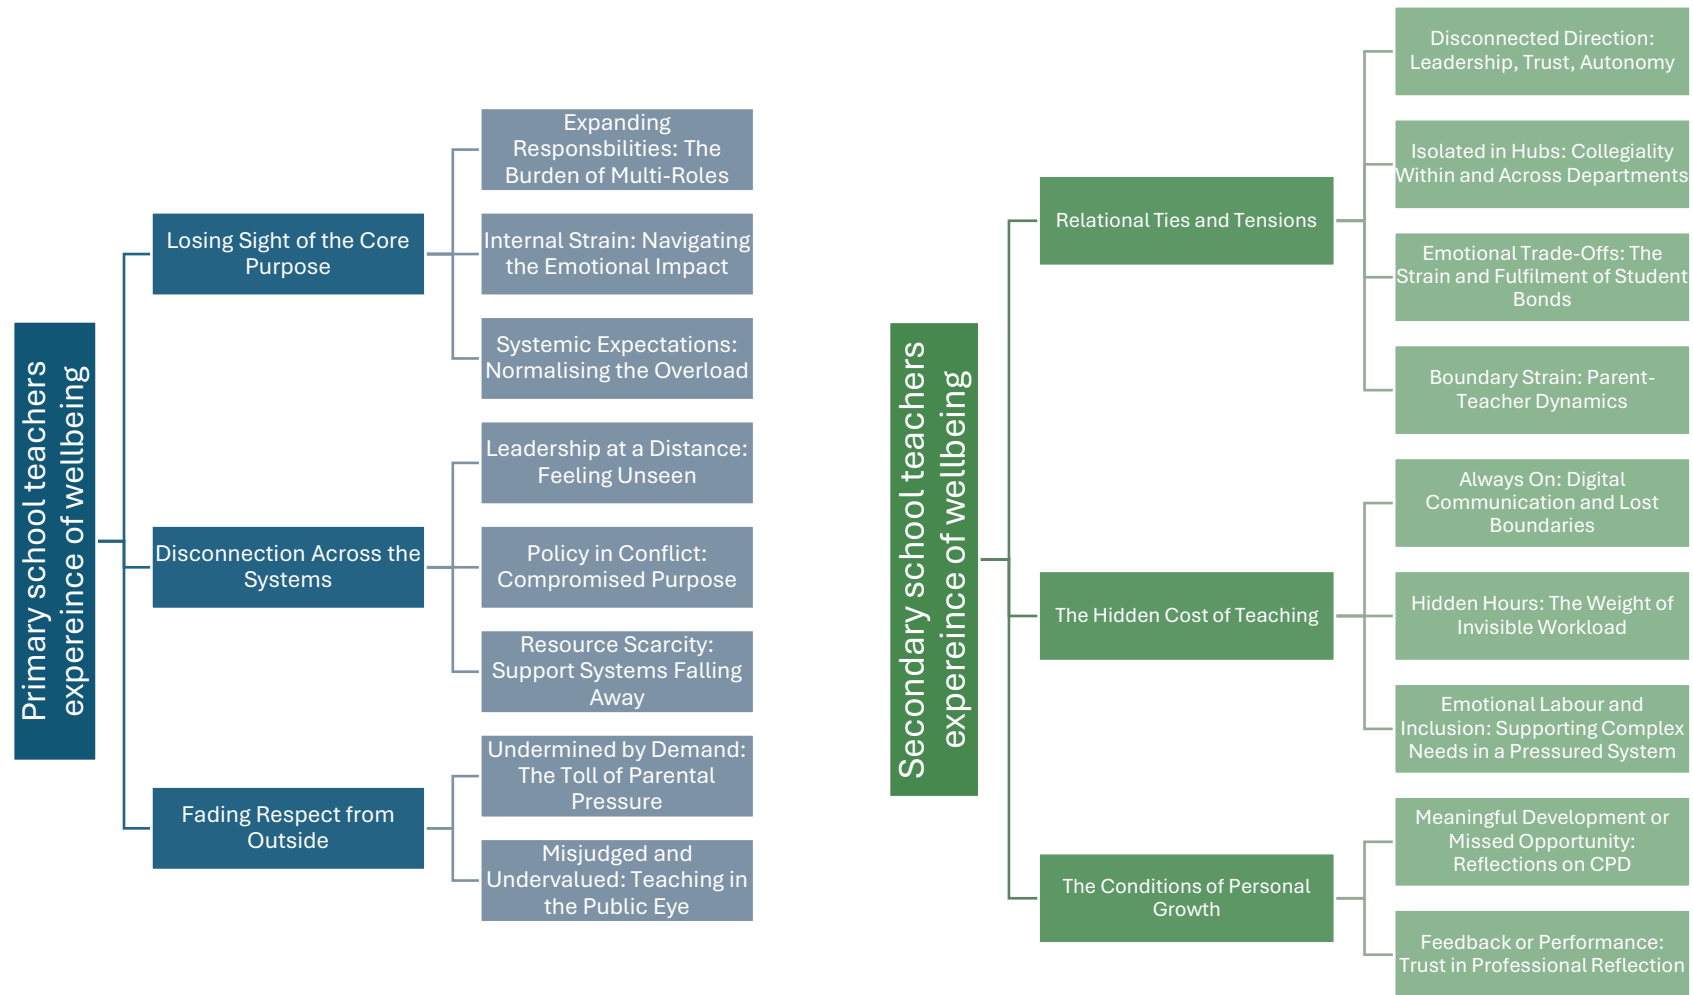 Primary school teachers
expereince of wellbeing
Losing Sight of the Core
Purpose
Expanding
Responsbilities: The
Burden of Multi-Roles
Internal Strain: Navigating
the Emotional Impact
Systemic Expectations:
Normalising the Overload
Disconnection Across the
Systems
Leadership at a Distance:
Feeling Unseen
Policy in Conflict:
Compromised Purpose
Resource Scarcity:
Support Systems Falling
Away
Fading Respect from
Outside
Undermined by Demand:
The Toll of Parental
Pressure
Misjudged and
Undervalued: Teaching in
the Public Eye
Secondary school teachers
expereince of wellbeing
Relational Ties and Tensions
Disconnected Direction:
Leadership, Trust, Autonomy
Isolated in Hubs: Collegiality
Within and Across Departments
Emotional Trade-Offs: The
Strain and Fulfilment of Student
Bonds
Boundary Strain: Parent-
Teacher Dynamics
The Hidden Cost of Teaching
Always On: Digital
Communication and Lost
Boundaries
Hidden Hours: The Weight of
Invisible Workload
Emotional Labour and
Inclusion: Supporting Complex
Needs in a Pressured System
The Conditions of Personal
Growth
Meaningful Development or
Missed Opportunity:
Reflections on CPD
Feedback or Performance:
Trust in Professional Reflection